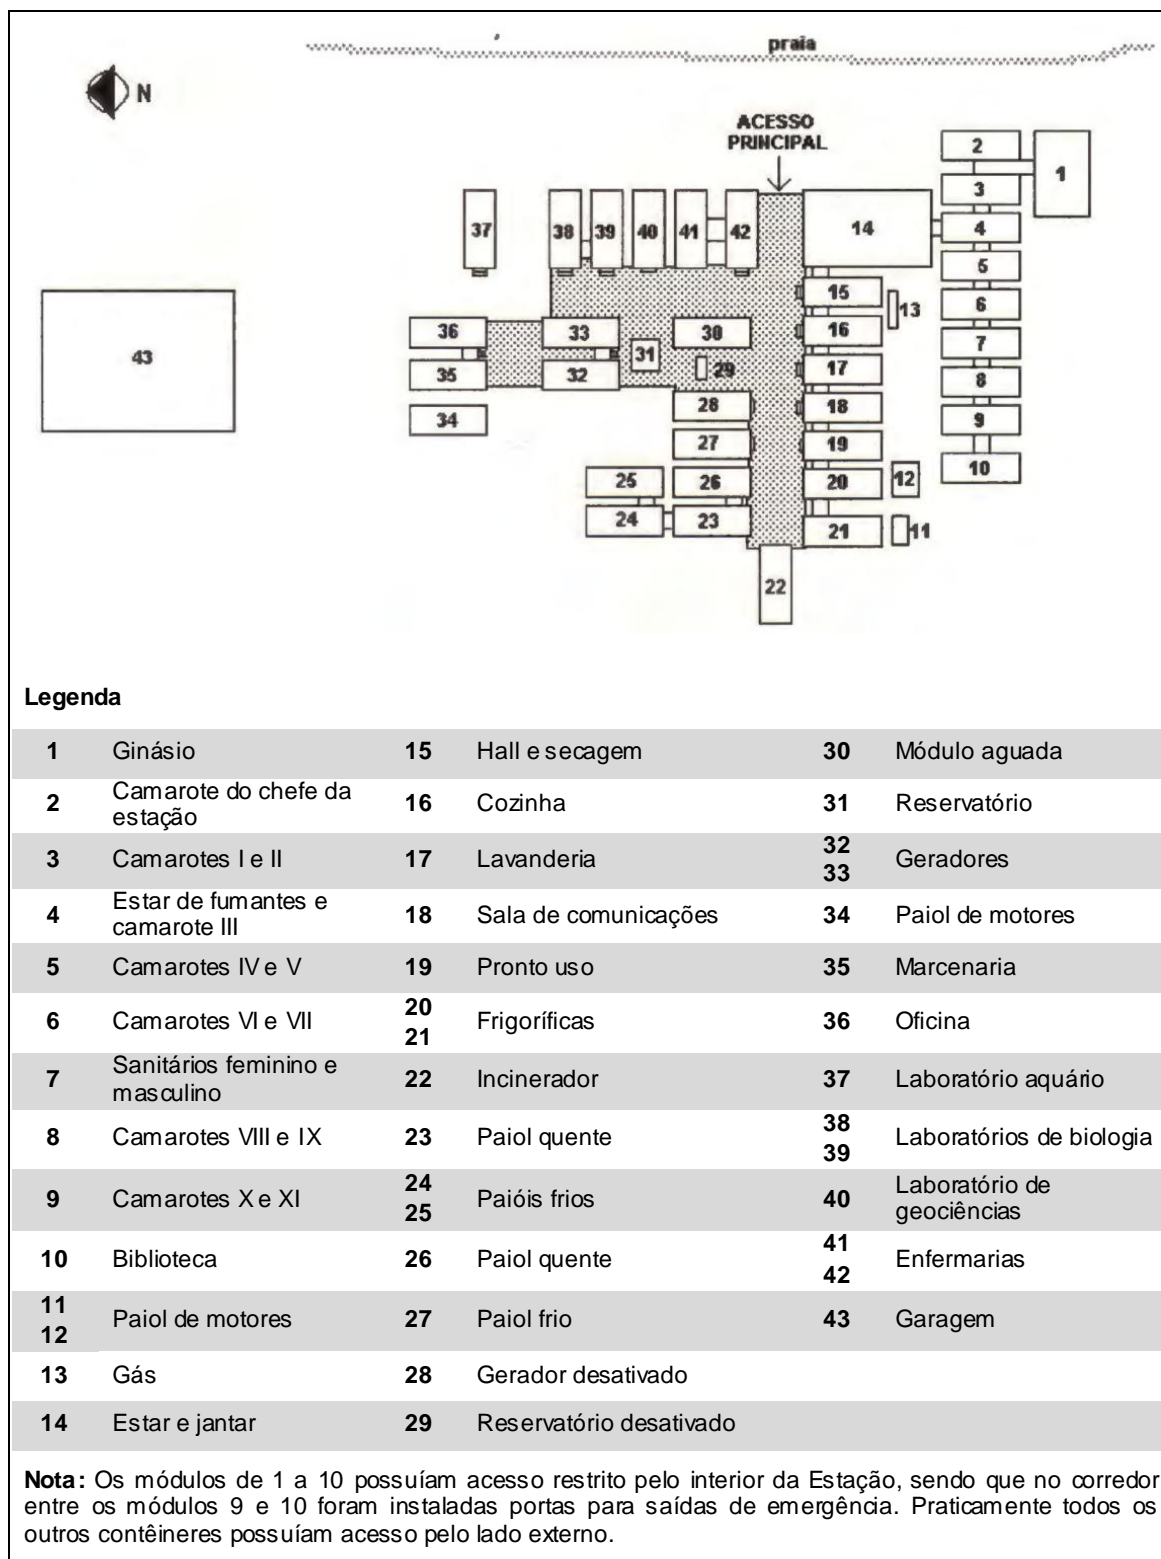 praia
N
ACESSO
PRINCIPAL
2
1
3
37
38
39
40
41
42
14
4
5
15
13
6
36
33
30
16
43
31
7
35
32
29
17
8
34
28
18
9
27
19
10
25
26
20
12
24
23
21
11
22
Legenda
1 Ginásio 15 Hall e secagem 30 Módulo aguada
2 Camarote do chefe da estação 16 Cozinha 31 Reservatório
3 Camarotes I e II 17 Lavanderia 32 33 Geradores
4 Estar de fumantes e camarote III 18 Sala de comunicações 34 Paiol de motores
5 Camarotes IV e V 19 Pronto uso 35 Marcenaria
6 Camarotes VI e VII 20 21 Frigoríficas 36 Oficina
7 Sanitários feminino e masculino 22 Incinerador 37 Laboratório aquário
8 Camarotes VIII e IX 23 Paiol quente 38 39 Laboratórios de biologia
9 Camarotes X e XI 24 25 Paióis frios 40 Laboratório de geociências
10 Biblioteca 26 Paiol quente 41 42 Enfermarias
11 12 Paiol de motores 27 Paiol frio 43 Garagem
13 Gás 28 Gerador desativado
14 Estar e jantar 29 Reservatório desativado
Nota: Os módulos de 1 a 10 possuíam acesso restrito pelo interior da Estação, sendo que no corredor
entre os módulos 9 e 10 foram instaladas portas para saídas de emergência. Praticamente todos os
outros contêineres possuíam acesso pelo lado externo.